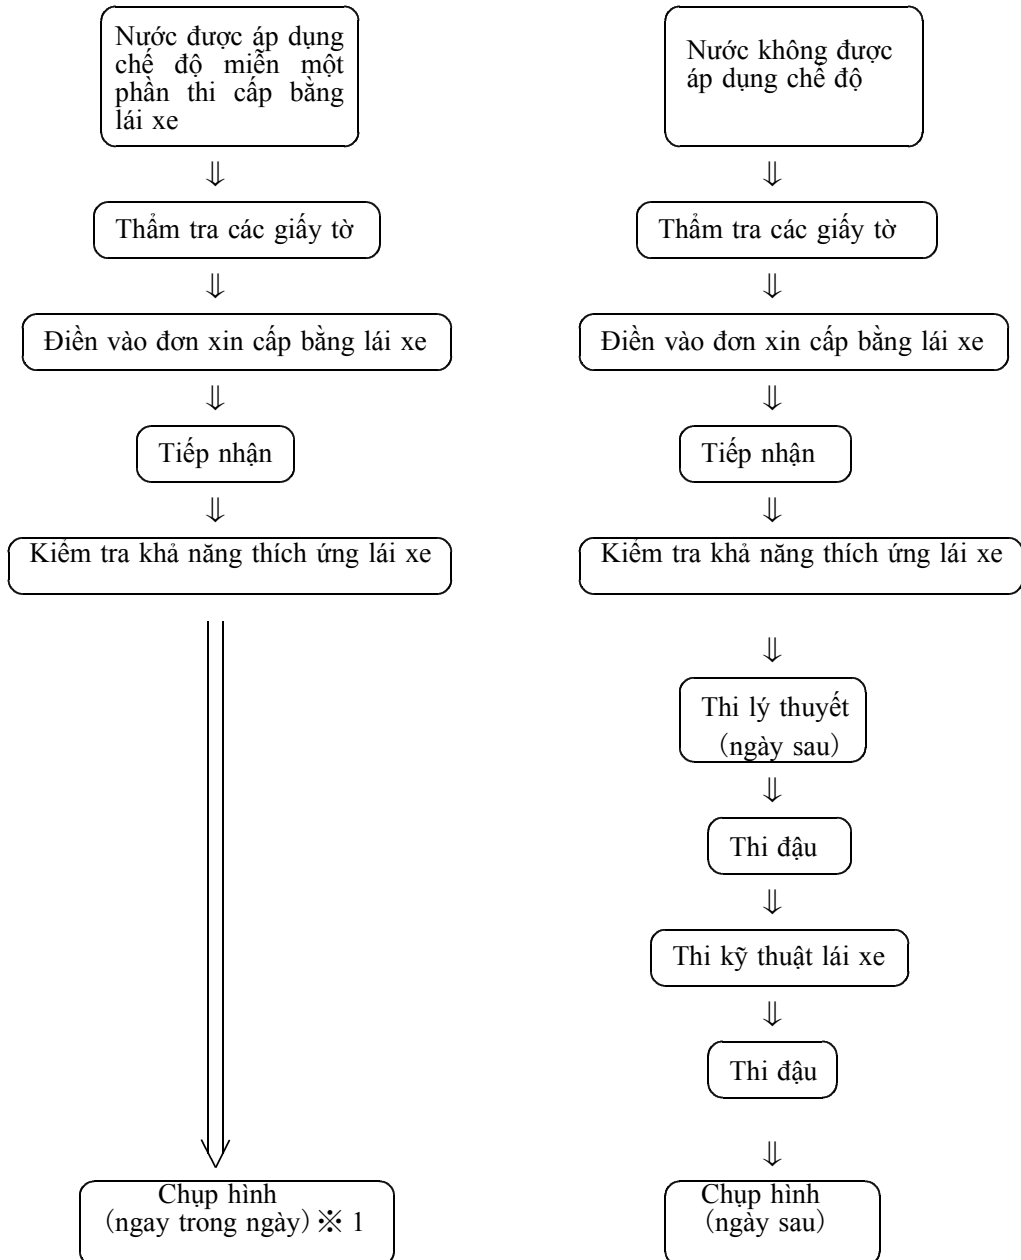 Nước được áp dụng
chế độ miễn một
phần thi cấp bằng
lái xe
⇓
Thẩm tra các giấy tờ
⇓
Điền vào đơn xin cấp bằng lái xe
⇓
Tiếp nhận
⇓
Kiểm tra khả năng thích ứng lái xe
Chụp hình
(ngay trong ngày)※ 1
Nước không được
áp dụng chế độ
⇓
Thẩm tra các giấy tờ
⇓
Điền vào đơn xin cấp bằng lái xe
⇓
Tiếp nhận
⇓
Kiểm tra khả năng thích ứng lái xe
⇓
Thi lý thuyết
(ngày sau)
⇓
Thi đậu
⇓
Thi kỹ thuật lái xe
⇓
Thi đậu
⇓
Chụp hình
(ngày sau)